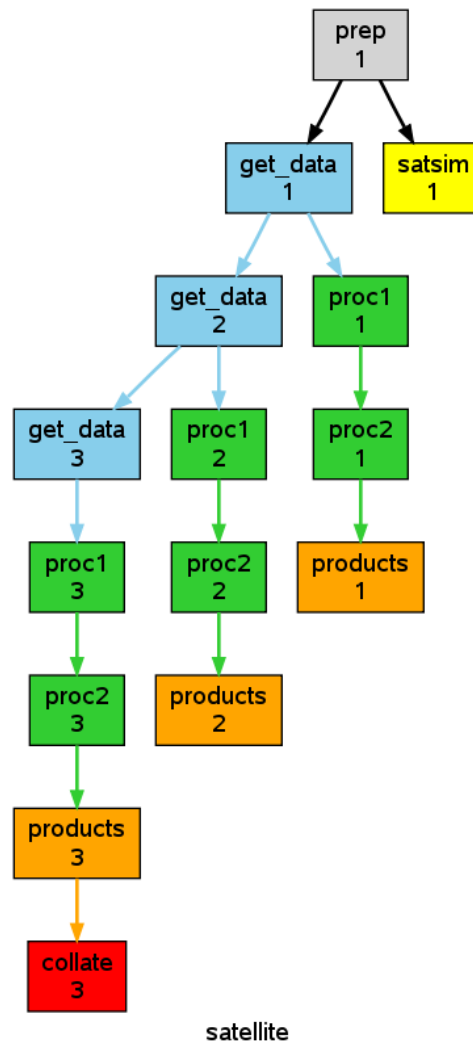 prep
1
get_data
1
satsim
1
get_data
2
proc1
1
get_data
3
proc1
2
proc2
1
proc1
3
proc2
2
products
1
proc2
3
products
2
products
3
collate
3
satellite